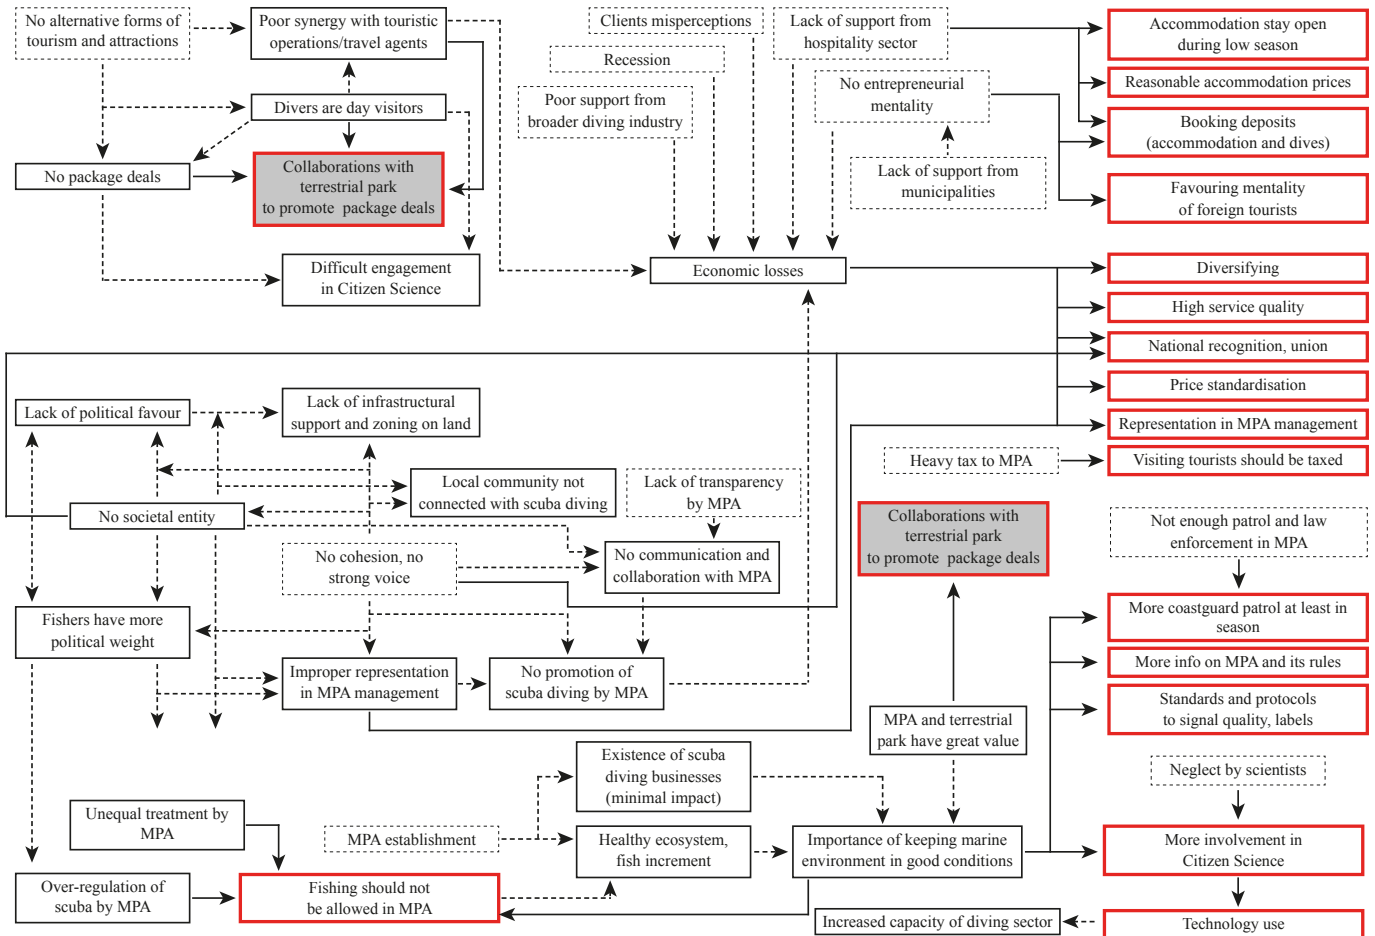 No alternative forms of
tourism and attractions
Poor synergy with touristic
operations/travel agents
Clients misperceptions
Lack of support from
hospitality sector
Accommodation stay open
during low season
Recession
Reasonable accommodation prices
Divers are day visitors
Poor support from
broader diving industry
No entrepreneurial
mentality
Booking deposits
(accommodation and dives)
No package deals
Collaborations with
terrestrial park
to promote package deals
Lack of support from
municipalities
Favouring mentality
of foreign tourists
Difficult engagement
in Citizen Science
Economic losses
Diversifying
High service quality
National recognition, union
Price standardisation
Representation in MPA management
Lack of political favour
Lack of infrastructural
support and zoning on land
Heavy tax to MPA
Visiting tourists should be taxed
Local community not
connected with scuba diving
Lack of transparency
by MPA
No societal entity
Collaborations with
terrestrial park
to promote package deals
Not enough patrol and law
enforcement in MPA
No cohesion, no
strong voice
No communication and
collaboration with MPA
Fishers have more
political weight
More coastguard patrol at least in
season
Improper representation
in MPA management
No promotion of
scuba diving by MPA
More info on MPA and its rules
Standards and protocols
to signal quality, labels
MPA and terrestrial
park have great value
Existence of scuba
diving businesses
(minimal impact)
Neglect by scientists
Unequal treatment by
MPA
MPA establishment
Healthy ecosystem,
fish increment
Importance of keeping marine
environment in good conditions
More involvement in
Citizen Science
Over-regulation of
scuba by MPA
Fishing should not
be allowed in MPA
Increased capacity of diving sector
Technology use